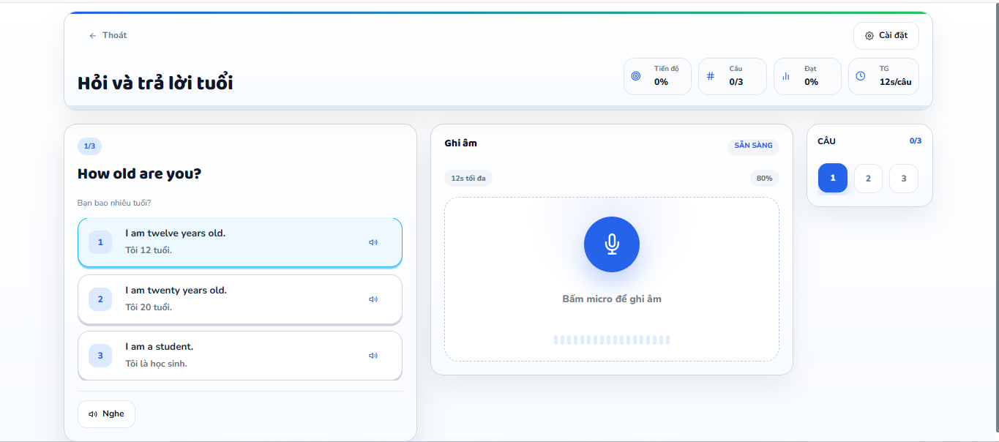 Thoát
Cài đặt
Hỏi và trả lời tuổi
Tiến độ
0%
Câu
0/3
Đạt
0%
TG
12s/câu
1/3
How old are you?
Bạn bao nhiêu tuổi?
1
I am twelve years old.
Tôi 12 tuổi.
2
I am twenty years old.
Tôi 20 tuổi.
3
I am a student.
Tôi là học sinh.
Nghe
Ghi âm
SẴN SÀNG
12s tối đa
80%
Bấm micro để ghi âm
CÂU
0/3
1
2
3